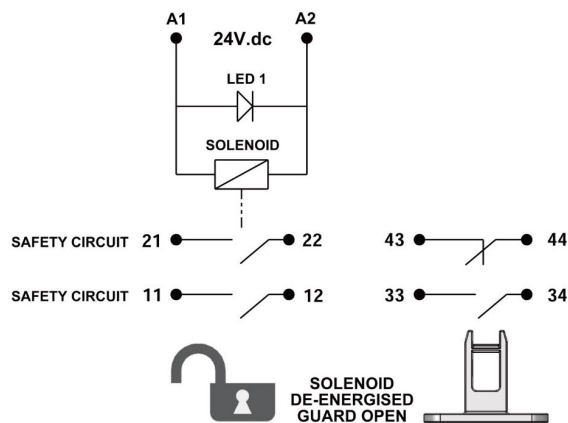 A1 A2
24V.dc
LED 1
SOLENOID
SAFETY CIRCUIT 21 22 43 44
SAFETY CIRCUIT 11 12 33 34
SOLENOID
DE-ENERGISED
GUARD OPEN